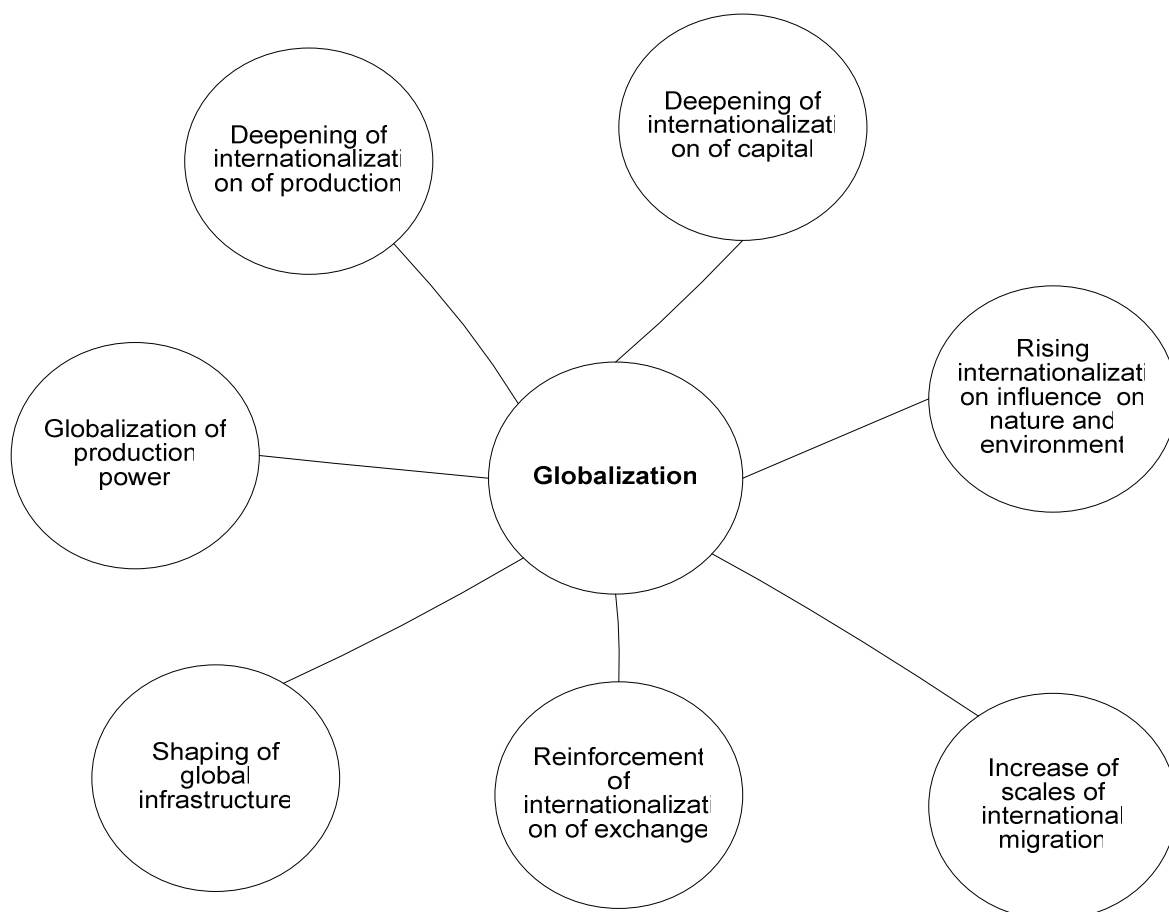 Deepening of
internationalizati
on of production
Deepening of
internationalizati
on of capital
Rising
internationalizati
on influence on
nature and
environment
Globalization of
production
power
Globalization
Shaping of
global
infrastructure
Reinforcement
of
internationalizati
on of exchange
Increase of
scales of
international
migration